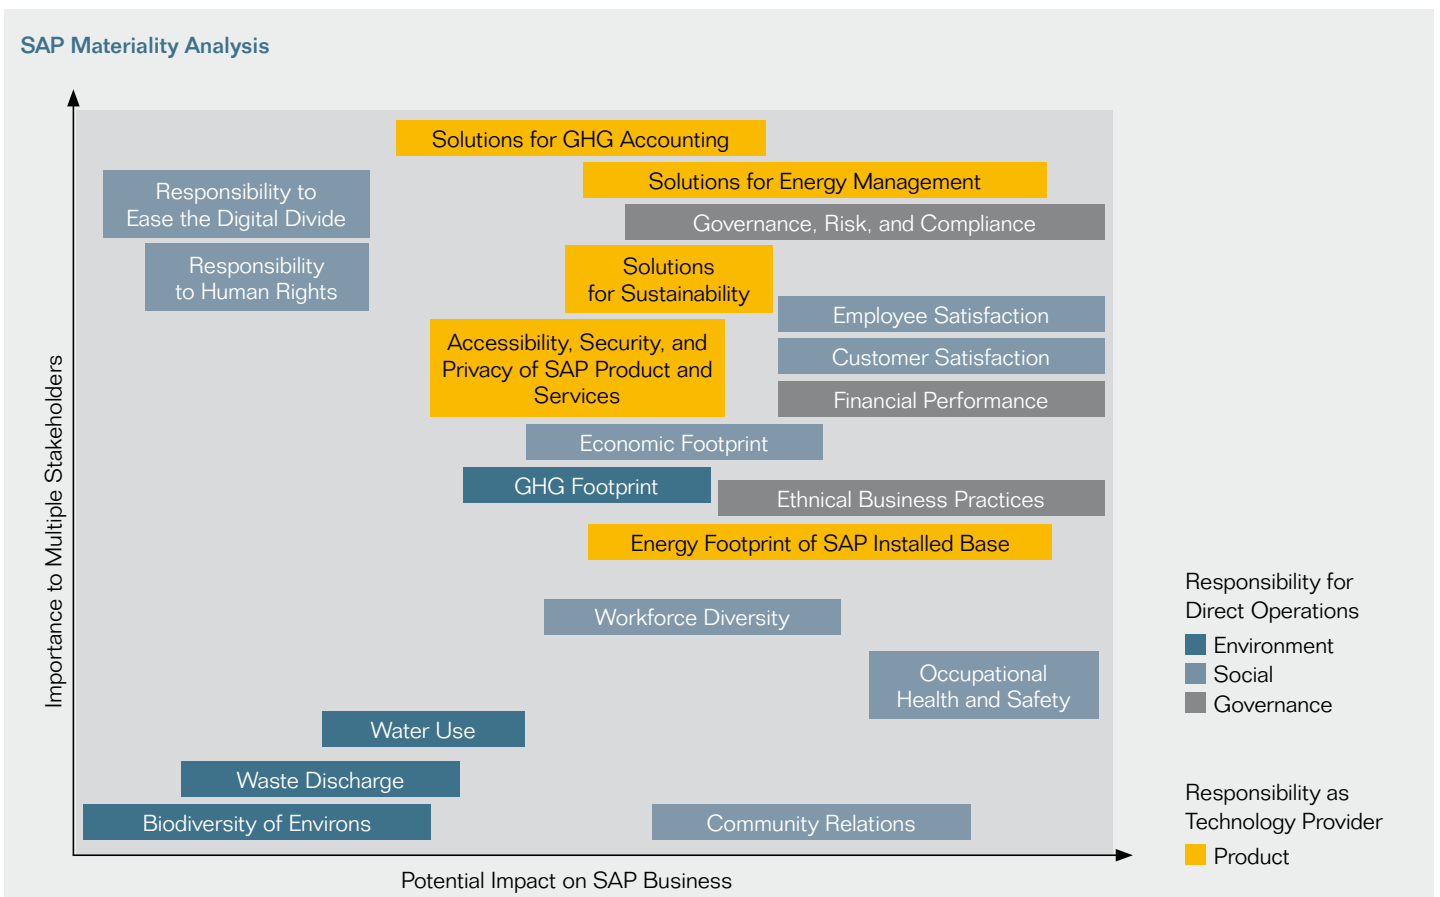 SAP Materiality Analysis
Importance to Multiple Stakeholders
Solutions for GHG Accounting
Solutions for Energy Management
Responsibility to
Ease the Digital Divide
Governance, Risk, and Compliance
Responsibility
to Human Rights
Solutions
for Sustainability
Employee Satisfaction
Accessibility, Security, and
Privacy of SAP Product and
Services
Customer Satisfaction
Financial Performance
Economic Footprint
GHG Footprint
Ethnical Business Practices
Energy Footprint of SAP Installed Base
Workforce Diversity
Occupational
Health and Safety
Water Use
Waste Discharge
Biodiversity of Environs
Community Relations
Potential Impact on SAP Business
Responsibility for
Direct Operations
Environment
Social
Governance
Responsibility as
Technology Provider
Product